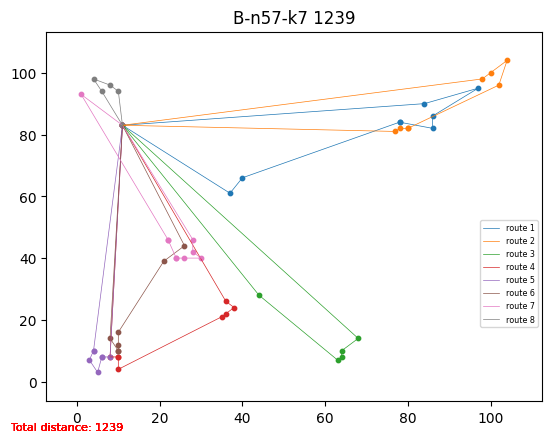 B-n57-k7 1239
100
80
60
40
20
0
0
20
40
60
80
100
route 1
route 2
route 3
route 4
route 5
route 6
route 7
route 8
Total distance: 1239